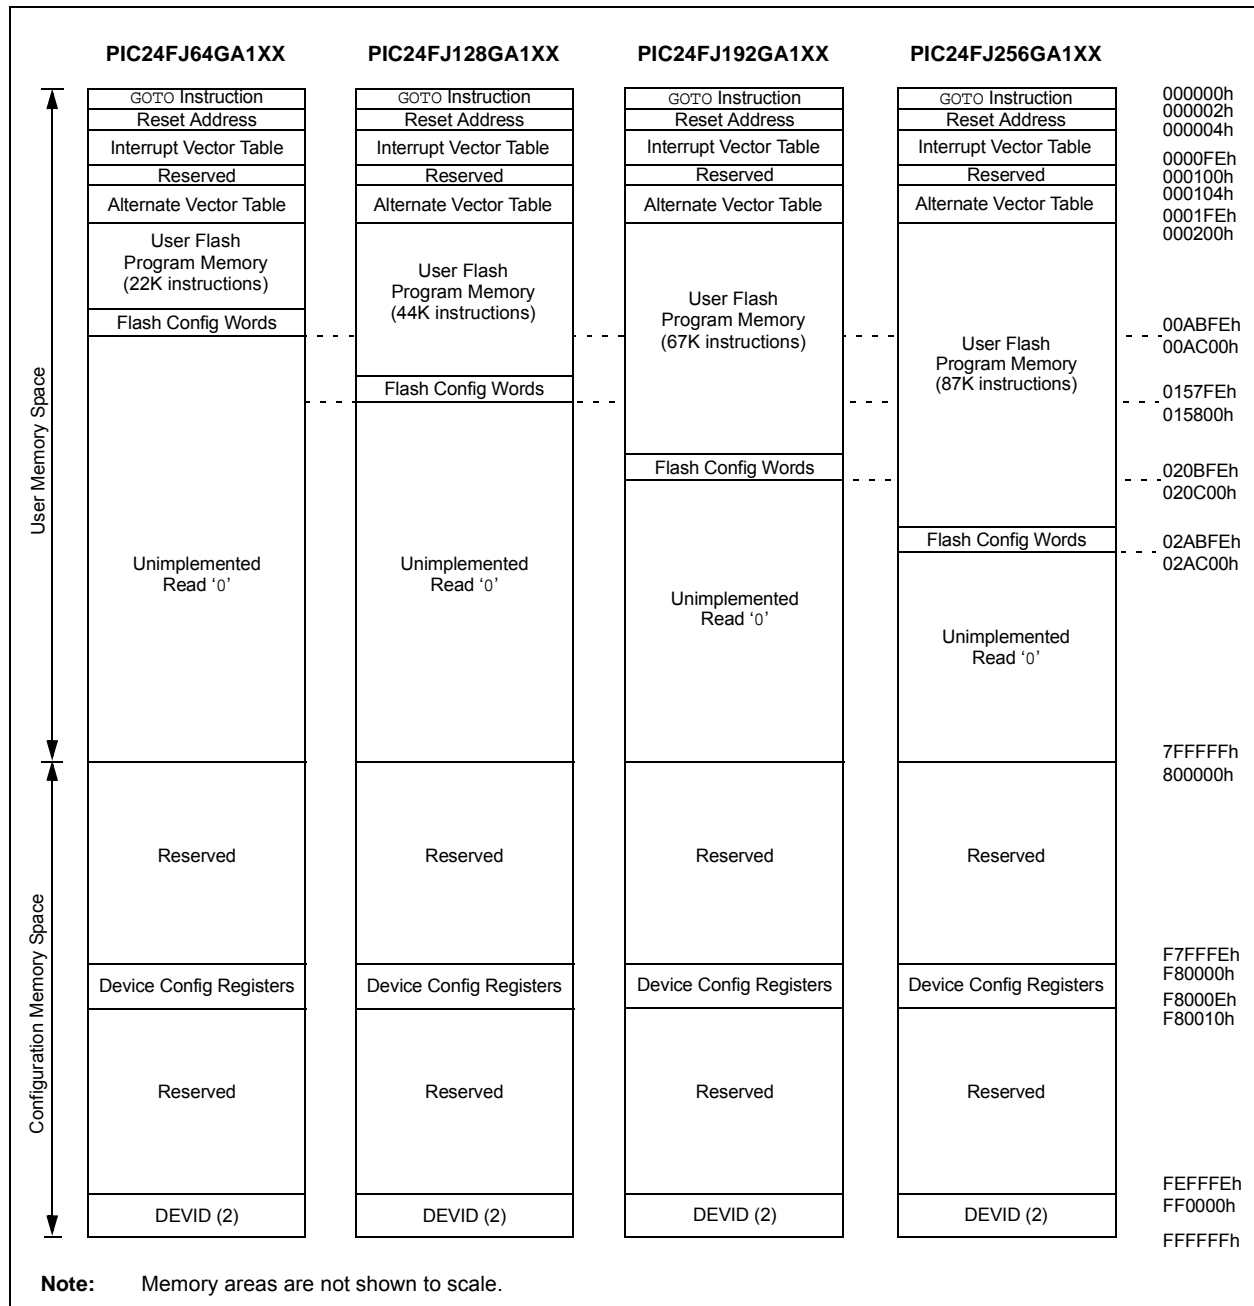 PIC24FJ64GA1XX
PIC24FJ128GA1XX
PIC24FJ192GA1XX
PIC24FJ256GA1XX
User Memory Space
Configuration Memory Space
GOTO Instruction
Reset Address
Interrupt Vector Table
Reserved
Alternate Vector Table
User Flash
Program Memory
(22K instructions)
Flash Config Words
Unimplemented
Read ‘0’
Reserved
Device Config Registers
Reserved
DEVID (2)
GOTO Instruction
Reset Address
Interrupt Vector Table
Reserved
Alternate Vector Table
User Flash
Program Memory
(44K instructions)
Flash Config Words
Unimplemented
Read ‘0’
Reserved
Device Config Registers
Reserved
DEVID (2)
GOTO Instruction
Reset Address
Interrupt Vector Table
Reserved
Alternate Vector Table
User Flash
Program Memory
(67K instructions)
Flash Config Words
Unimplemented
Read ‘0’
Reserved
Device Config Registers
Reserved
DEVID (2)
GOTO Instruction
Reset Address
Interrupt Vector Table
Reserved
Alternate Vector Table
User Flash
Program Memory
(87K instructions)
Flash Config Words
Unimplemented
Read ‘0’
Reserved
Device Config Registers
Reserved
DEVID (2)
000000h
000002h
000004h
0000FEh
000100h
000104h
0001FEh
000200h
00ABFEh
00AC00h
0157FEh
015800h
020BFEh
020C00h
02ABFEh
02AC00h
7FFFFFh
800000h
F7FFFEh
F80000h
F8000Eh
F80010h
FEFFFEh
FF0000h
FFFFFFh
Note: Memory areas are not shown to scale.